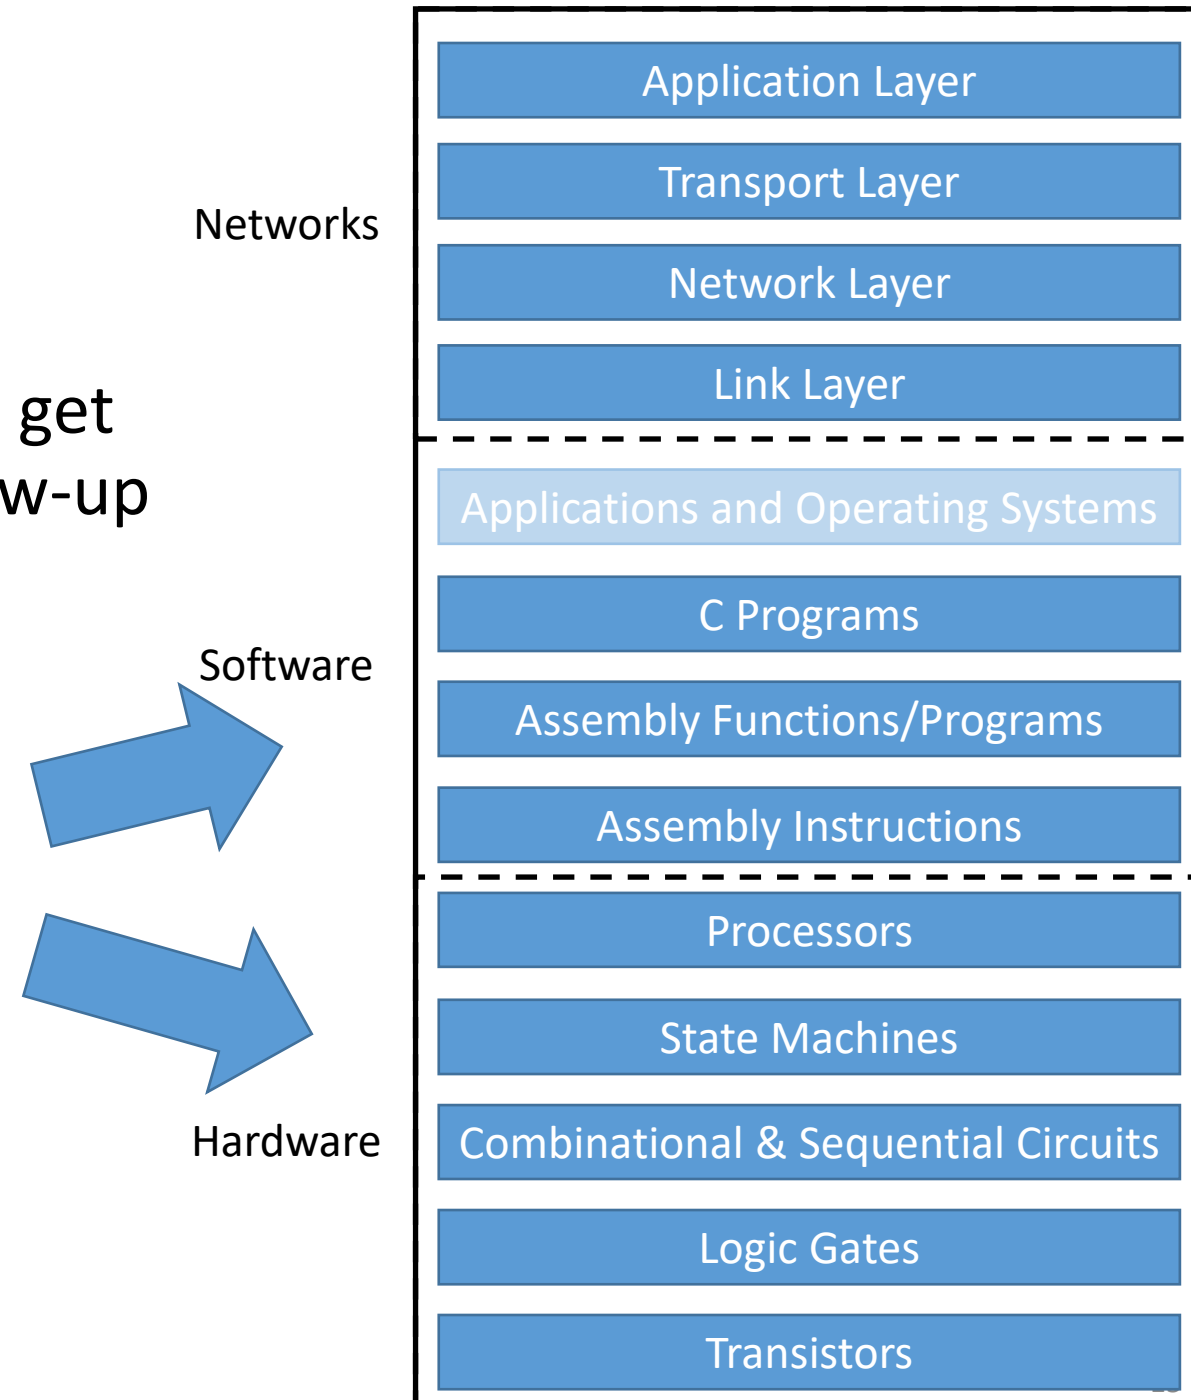 Application Layer
Transport Layer
Networks
Network Layer
Link Layer
get
w-up
Applications and Operating Systems
C Programs
Software
Assembly Functions/Programs
Assembly Instructions
Processors
State Machines
Hardware
Combinational & Sequential Circuits
Logic Gates
Transistors